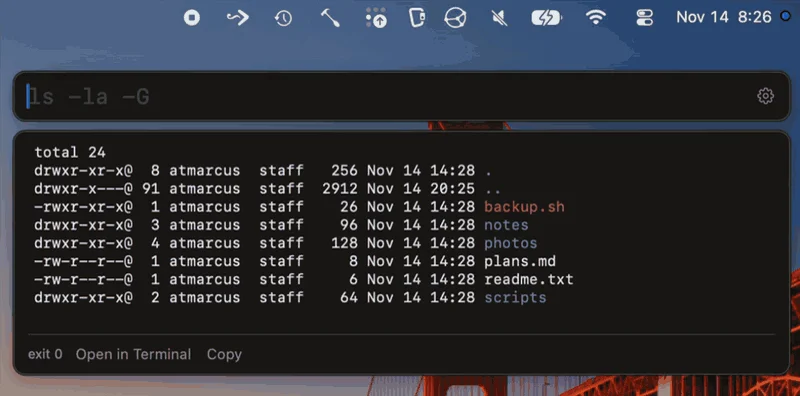 Nov 14 8:26
ls -la -G
total 24
drwxr-xr-x@  8 atmarcus  staff   256 Nov 14 14:28 .
drwxr-x---@ 91 atmarcus  staff  2912 Nov 14 20:25 ..
-rwxr-xr-x@  1 atmarcus  staff    26 Nov 14 14:28 backup.sh
drwxr-xr-x@  3 atmarcus  staff    96 Nov 14 14:28 notes
drwxr-xr-x@  4 atmarcus  staff   128 Nov 14 14:28 photos
-rw-r--r--@  1 atmarcus  staff     8 Nov 14 14:28 plans.md
-rw-r--r--@  1 atmarcus  staff     6 Nov 14 14:28 readme.txt
drwxr-xr-x@  2 atmarcus  staff    64 Nov 14 14:28 scripts
exit 0 Open in Terminal Copy